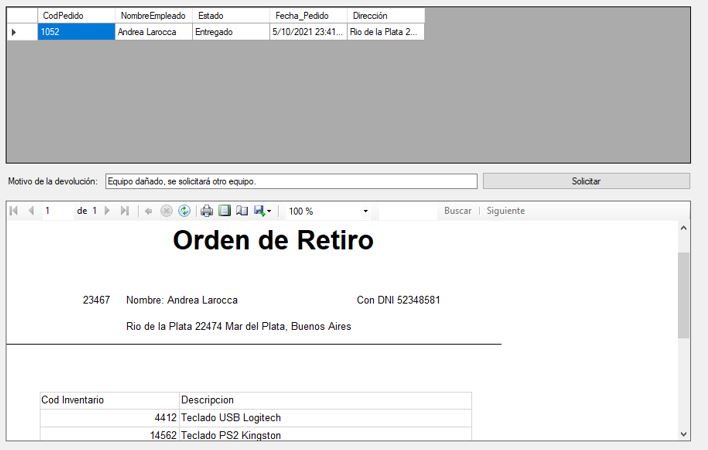 CodPedido NombreEmpleado Estado Fecha_Pedido Dirección
1052 Andrea Larocca Entregado 5/10/2021 23:41... Rio de la Plata 2...
Motivo de la devolución: Equipo dañado, se solicitará otro equipo. Solicitar
1 de 1 100 % Buscar Siguiente
Orden de Retiro
23467 Nombre: Andrea Larocca Con DNI 52348581
Rio de la Plata 22474 Mar del Plata, Buenos Aires
Cod Inventario Descripcion
4412 Teclado USB Logitech
14562 Teclado PS2 Kingston